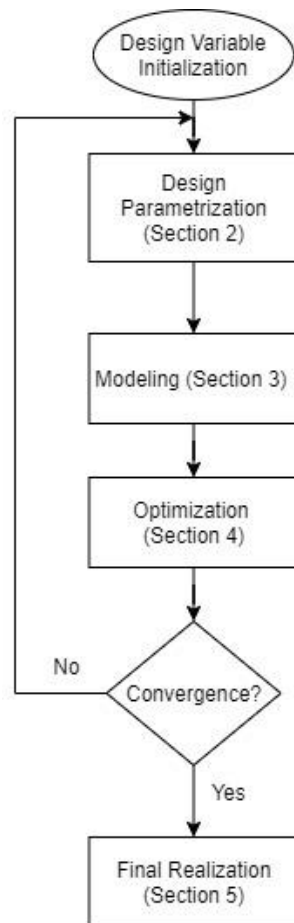 Design Variable
Initialization
Design
Parametrization
(Section 2)
Modeling (Section 3)
Optimization
(Section 4)
Convergence?
No
Yes
Final Realization
(Section 5)